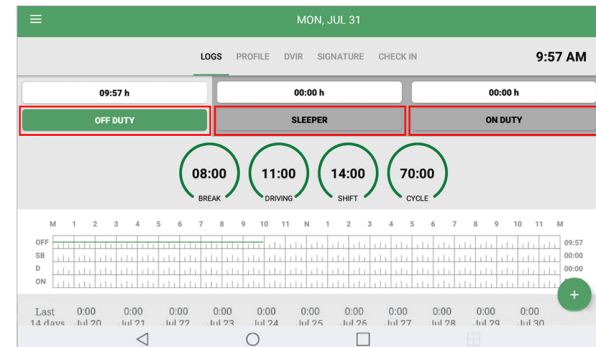 MON, JUL 31
LOGS PROFILE DVIR SIGNATURE CHECK IN 9:57 AM
09:57 h 00:00 h 00:00 h
OFF DUTY SLEEPER ON DUTY
08:00 11:00 14:00 70:00
BREAK DRIVING SHIFT CYCLE
M 1 2 3 4 5 6 7 8 9 10 11 N 1 2 3 4 5 6 7 8 9 10 11 M
OFF 09:57
SB 00:00
D 00:00
ON
+
Last 0:00 0:00 0:00 0:00 0:00 0:00 0:00 0:00 0:00 0:00 0:00
14 days Jul 20 Jul 21 Jul 22 Jul 23 Jul 24 Jul 25 Jul 26 Jul 27 Jul 28 Jul 29 Jul 30